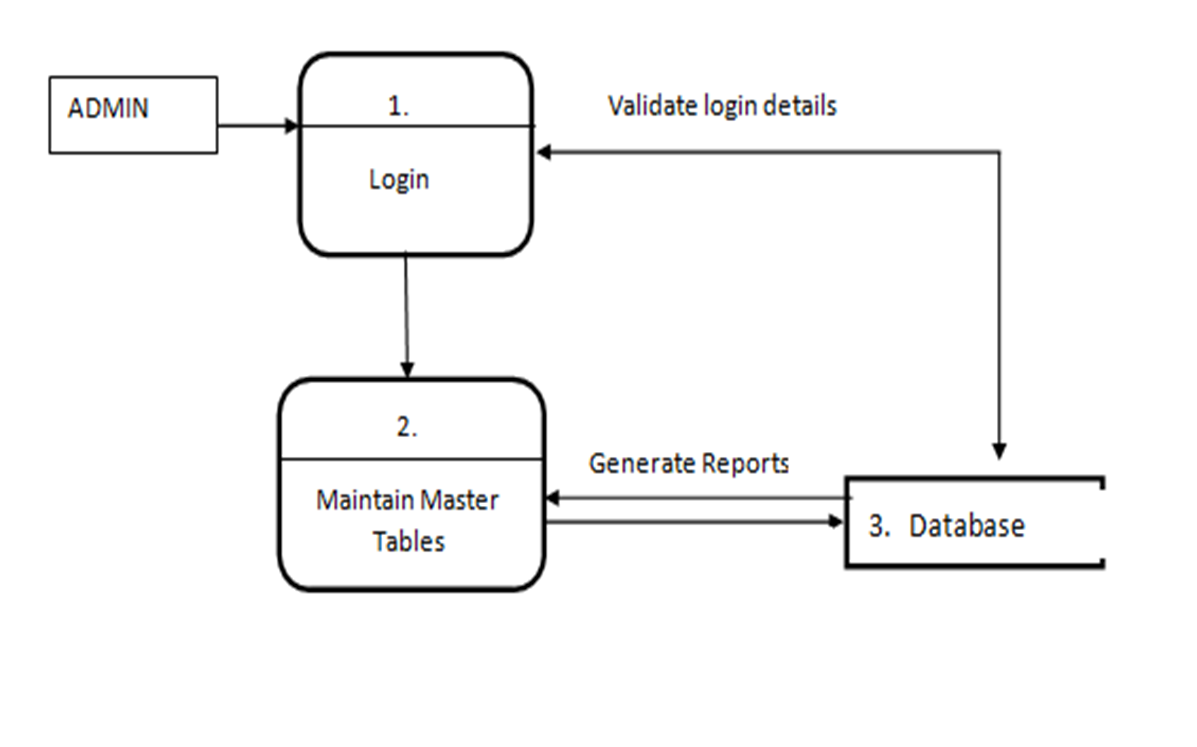 ADMIN
1.
Login
Validate login details
2.
Maintain Master
Tables
Generate Reports
3. Database